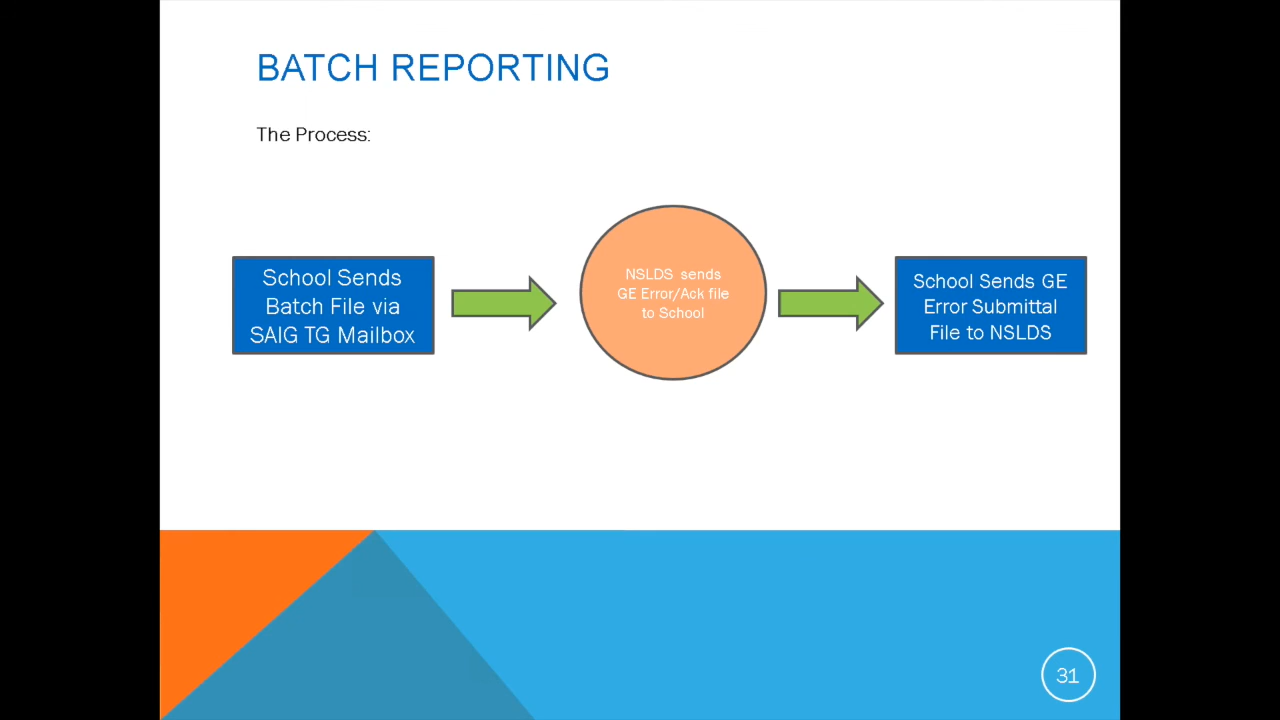 BATCH REPORTING
The Process:
School Sends
Batch File via
SAIG TG Mailbox
NSLDS sends
GE Error/Ack file
to School
School Sends GE
Error Submittal
File to NSLDS
31